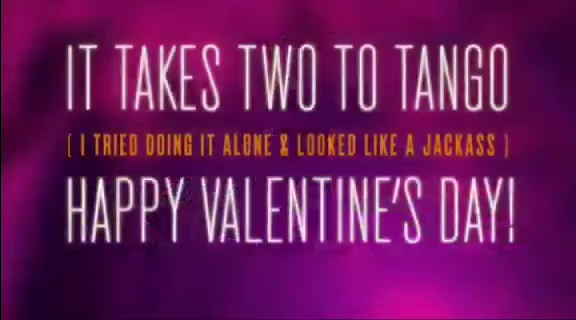 IT TAKES TWO TO TANGO
( I TRIED DOING IT ALONE & LOOKED LIKE A JACKASS )
HAPPY VALENTINE'S DAY!